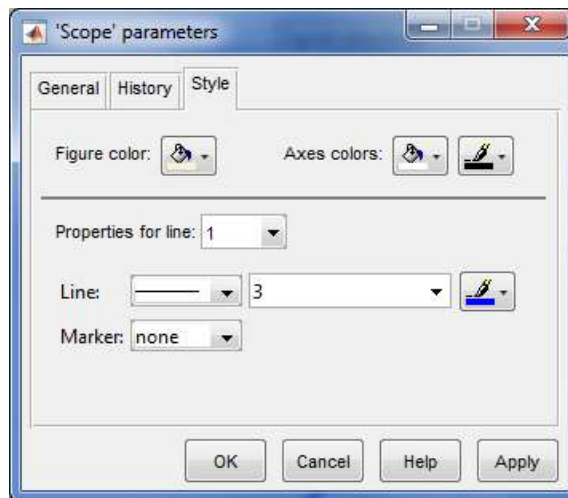 'Scope' parameters
General History Style
Figure color: Axes colors:
Properties for line: 1
Line: 3
Marker: none
OK Cancel Help Apply